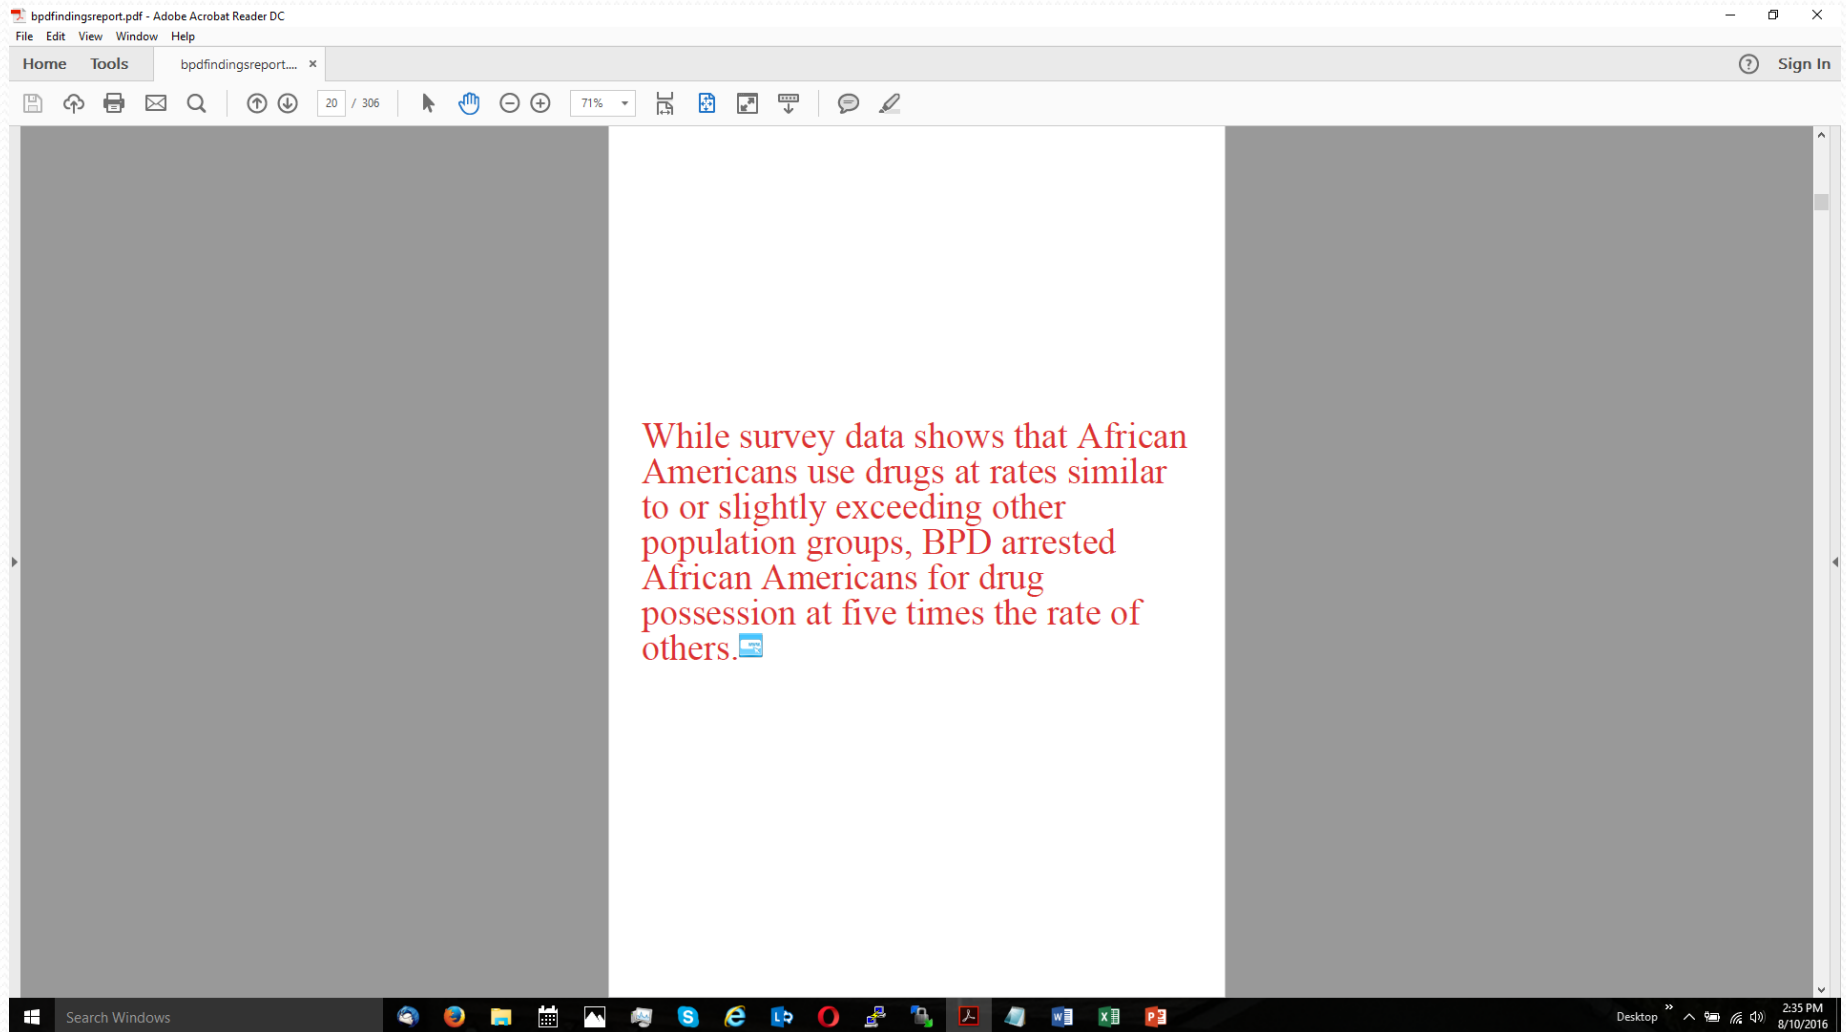 bpdfindingsreport.pdf - Adobe Acrobat Reader DC
File Edit View Window Help
Home Tools bpdfindingsreport.... × Sign In
20 / 306 71%
While survey data shows that African
Americans use drugs at rates similar
to or slightly exceeding other
population groups, BPD arrested
African Americans for drug
possession at five times the rate of
others.
Search Windows
Desktop 2:35 PM
8/10/2016